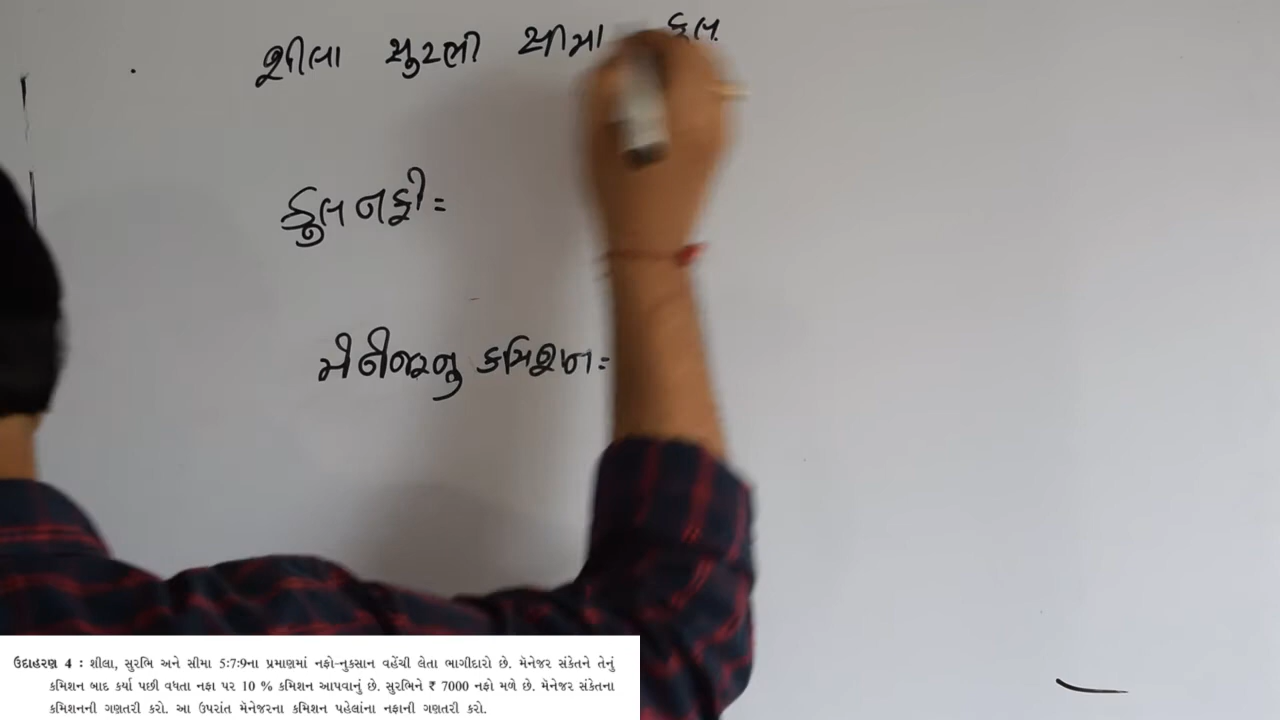 શીલા સુરભી સીમા કુલ
કુલ નફો =
મેનેજરનુ કમિશન =
ઉદાહરણ 4 : શીલા, સુરભિ અને સીમા 5:7:9ના પ્રમાણમાં નફો-નુકસાન વહેંચી લેતા ભાગીદારો છે. મૅનેજર સંકેતને તેનું
કમિશન બાદ કર્યા પછી વધતા નફા પર 10 % કમિશન આપવાનું છે. સુરભિને ₹ 7000 નફો મળે છે. મૅનેજર સંકેતના
કમિશનની ગણતરી કરો. આ ઉપરાંત મૅનેજરના કમિશન પહેલાંના નફાની ગણતરી કરો.